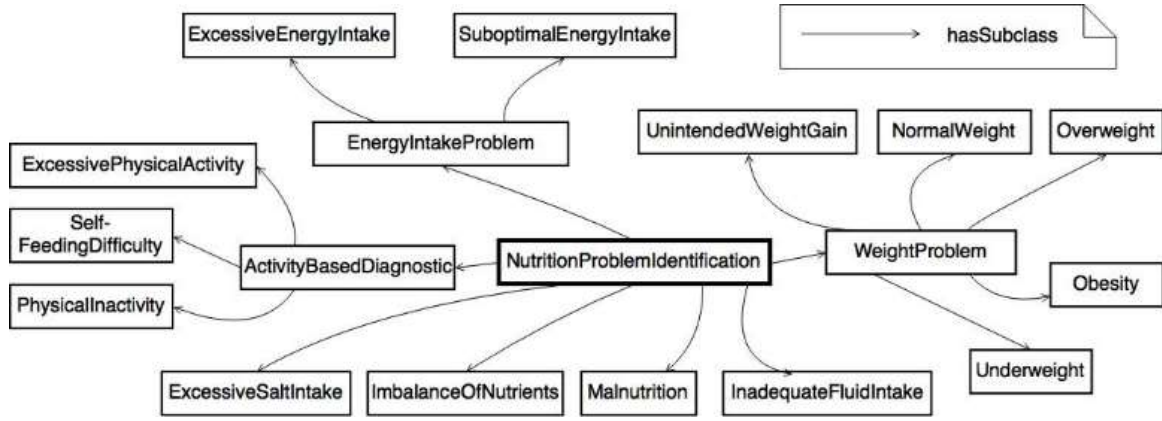 ExcessiveEnergyIntake
SuboptimalEnergyIntake
hasSubclass
EnergyIntakeProblem
UnintendedWeightGain
NormalWeight
Overweight
ExcessivePhysicalActivity
Self-
FeedingDifficulty
ActivityBasedDiagnostic
NutritionProblemIdentification
WeightProblem
PhysicalInactivity
Obesity
ExcessiveSaltIntake
ImbalanceOfNutrients
Malnutrition
InadequateFluidIntake
Underweight